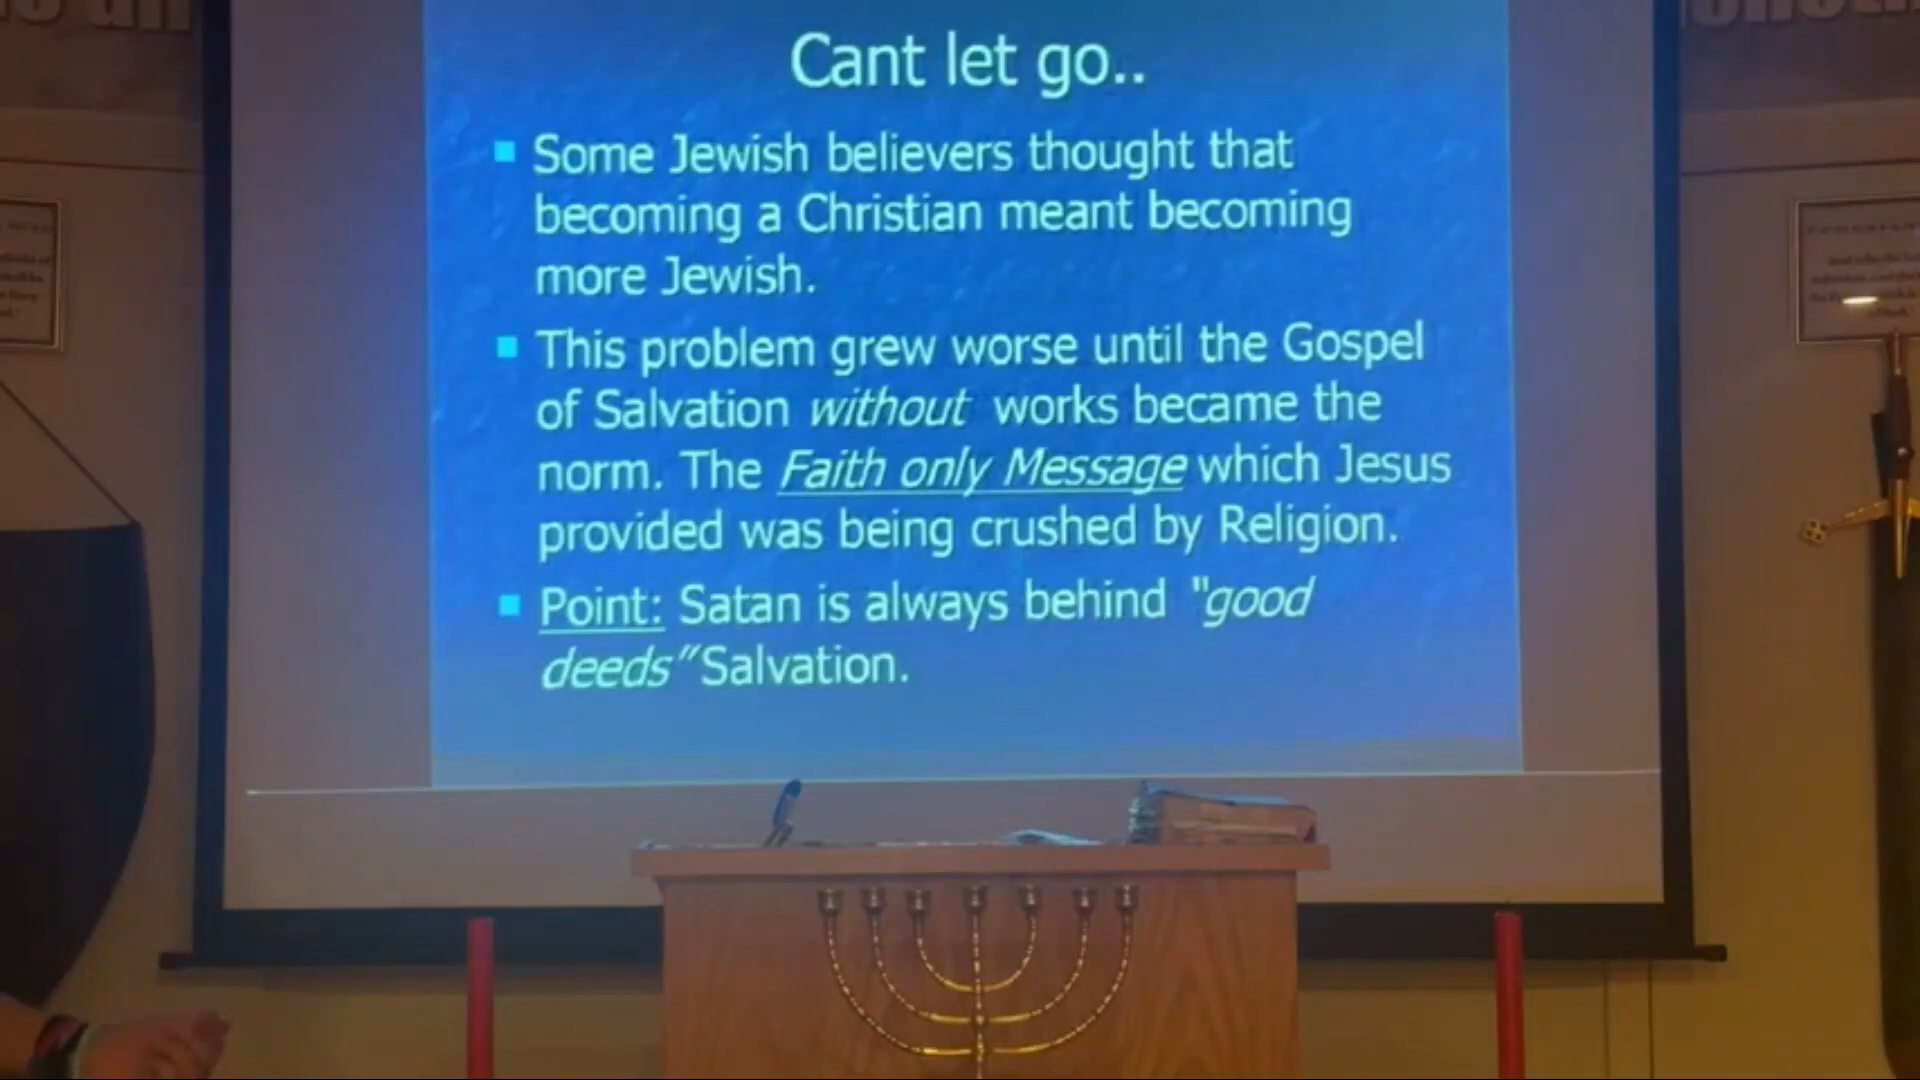 Cant let go..
▪ Some Jewish believers thought that
becoming a Christian meant becoming
more Jewish.
▪ This problem grew worse until the Gospel
of Salvation without works became the
norm. The Faith only Message which Jesus
provided was being crushed by Religion.
▪ Point: Satan is always behind "good
deeds" Salvation.